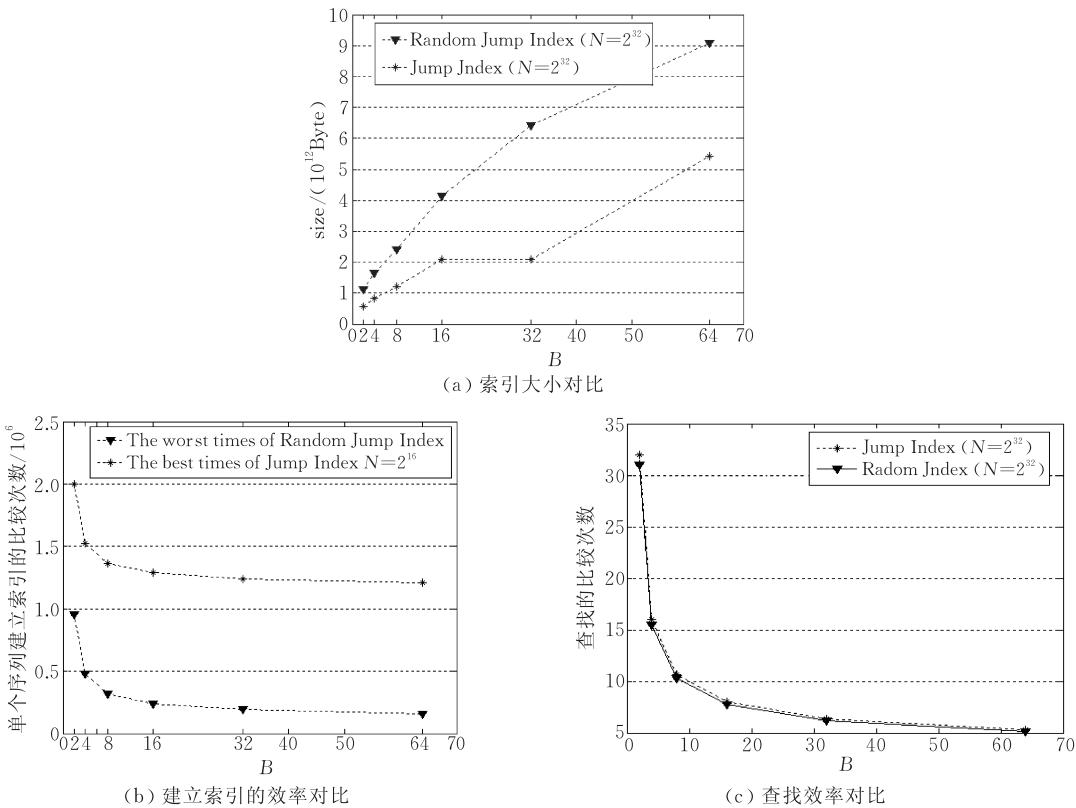 10
9
8
7
6
5
4
3
2
1
0
size/(10¹²Byte)
Random Jump Index (N=2³²)
Jump Jndex (N=2³²)
0 2 4 8 16 32 40 50 64 70
B
(a) 索引大小对比
2.5
2.0
1.5
1.0
0.5
0
单个序列建立索引的比较次数/10⁶
The worst times of Random Jump Index
The best times of Jump Index N=2¹⁶
0 2 4 8 16 32 40 50 64 70
B
(b) 建立索引的效率对比
35
30
25
20
15
10
5
查找的比较次数
Jump Index (N=2³²)
Radom Jndex (N=2³²)
0 10 20 30 40 50 60 70
B
(c) 查找效率对比